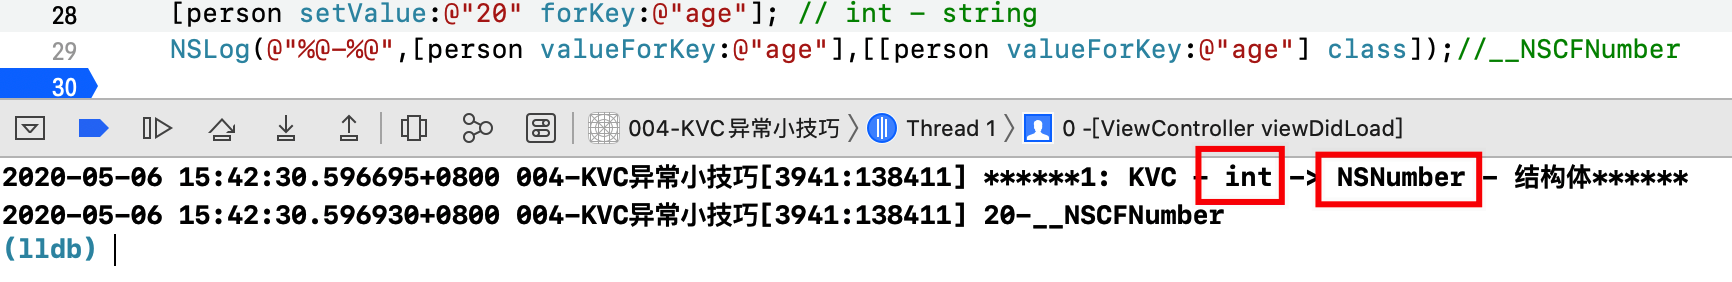 28 [person setValue:@"20" forKey:@"age"]; // int - string
29 NSLog(@"%@-%@",[person valueForKey:@"age"],[[person valueForKey:@"age"] class]);//__NSCFNumber
30
004-KVC异常小技巧 Thread 1 0 -[ViewController viewDidLoad]
2020-05-06 15:42:30.596695+0800 004-KVC异常小技巧[3941:138411] ******1: KVC - int -> NSNumber - 结构体******
2020-05-06 15:42:30.596930+0800 004-KVC异常小技巧[3941:138411] 20-__NSCFNumber
(lldb)